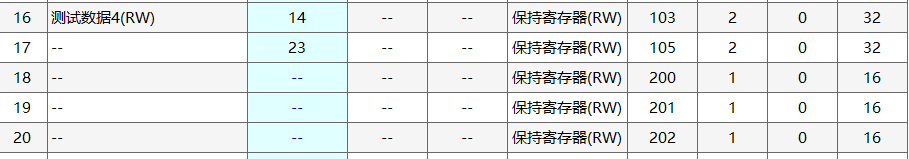 16 测试数据4(RW) 14 -- -- 保持寄存器(RW) 103 2 0 32
17 -- 23 -- -- 保持寄存器(RW) 105 2 0 32
18 -- -- -- -- 保持寄存器(RW) 200 1 0 16
19 -- -- -- -- 保持寄存器(RW) 201 1 0 16
20 -- -- -- -- 保持寄存器(RW) 202 1 0 16